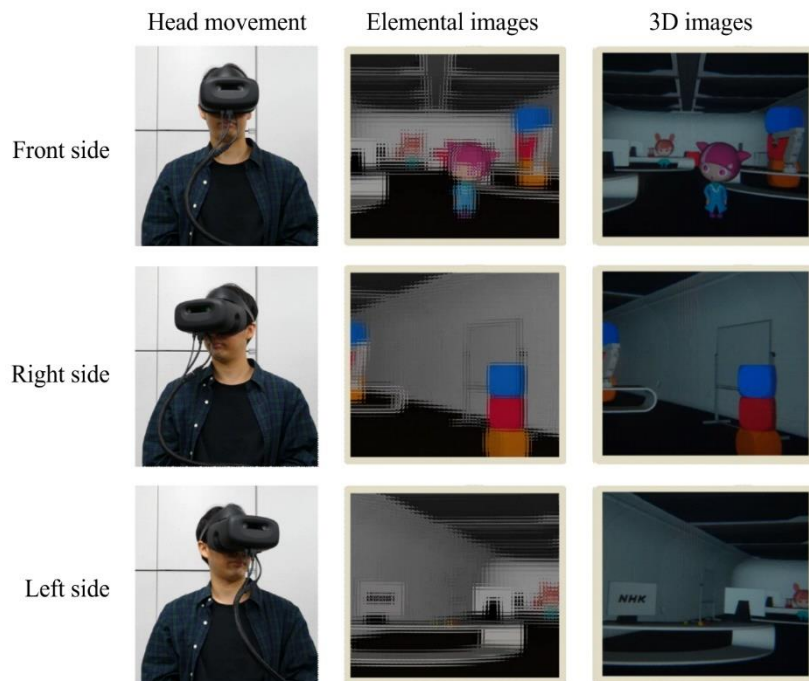 Head movement Elemental images 3D images
Front side
Right side
Left side
NHK